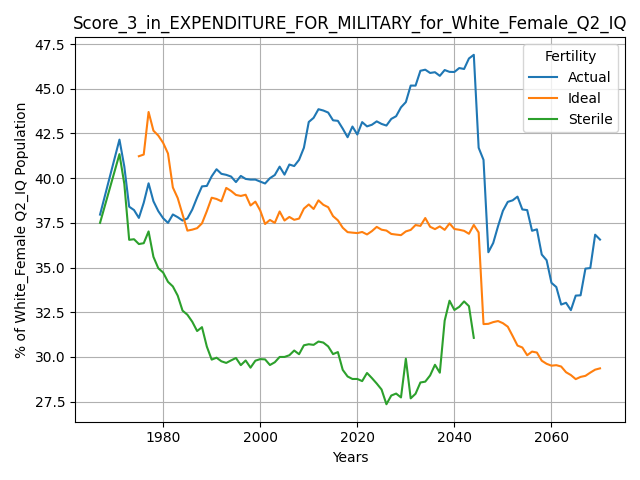 Score_3_in_EXPENDITURE_FOR_MILITARY_for_White_Female_Q2_IQ
Fertility
Actual
Ideal
Sterile
% of White_Female Q2_IQ Population
47.5
45.0
42.5
40.0
37.5
35.0
32.5
30.0
27.5
1980
2000
2020
2040
2060
Years